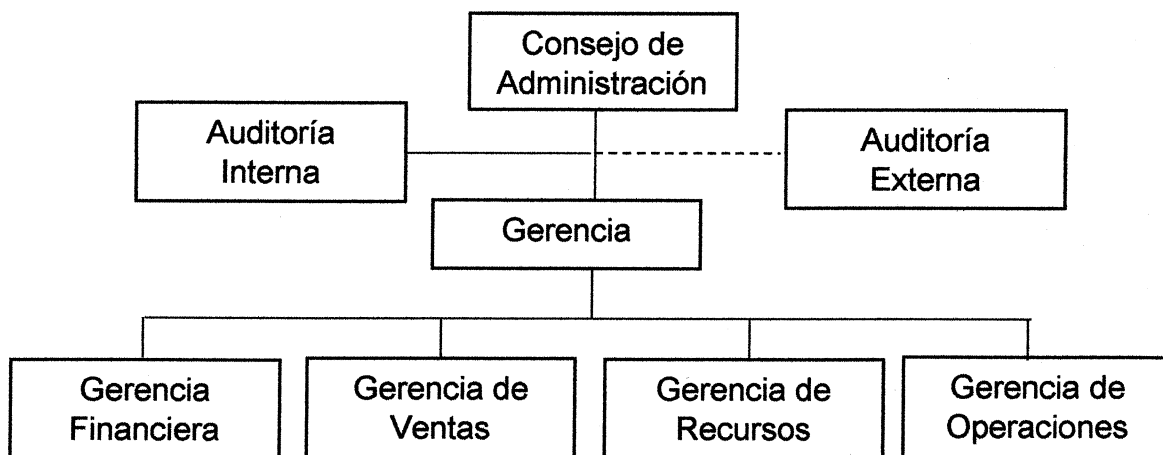 Consejo de
Administración
Auditoría
Interna
Auditoría
Externa
Gerencia
Gerencia
Financiera
Gerencia de
Ventas
Gerencia de
Recursos
Gerencia de
Operaciones